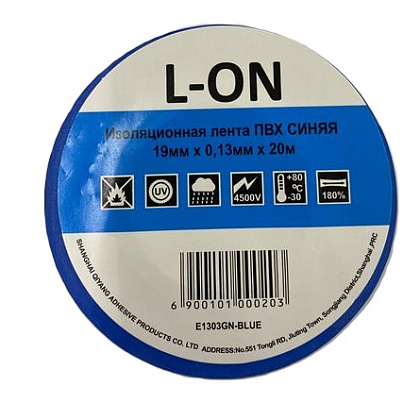 L-ON
Изоляционная лента ПВХ СИНЯЯ
19мм x 0,13мм x 20м
UV
4500V
+80
°C
-30
180%
6 900101 000203
E1303GN-BLUE
SHANGHAI QIYANG ADHESIVE PRODUCTS CO. LTD ADDRESS:No.551 Tongli RD, Jiuting Town, Songjiang District,Shanghai ,PRC